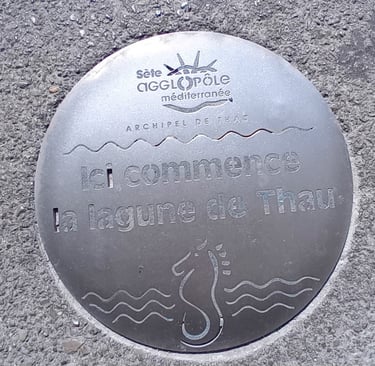 Sète
AGGLOPÔLE
méditerranée
ARCHIPEL DE THAU
Ici commence
la lagune de Thau